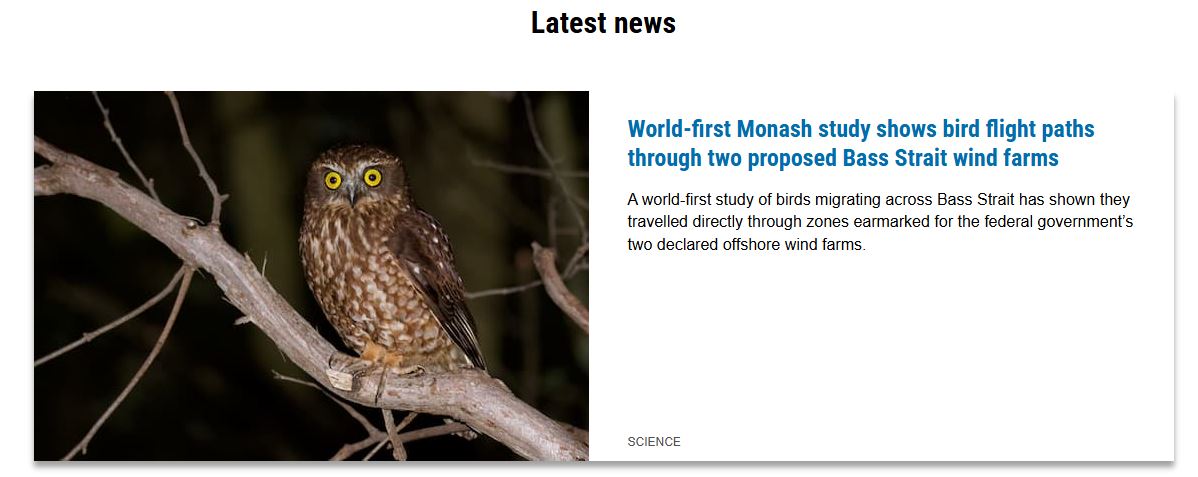 Latest news
World-first Monash study shows bird flight paths
through two proposed Bass Strait wind farms
A world-first study of birds migrating across Bass Strait has shown they
travelled directly through zones earmarked for the federal government’s
two declared offshore wind farms.
SCIENCE